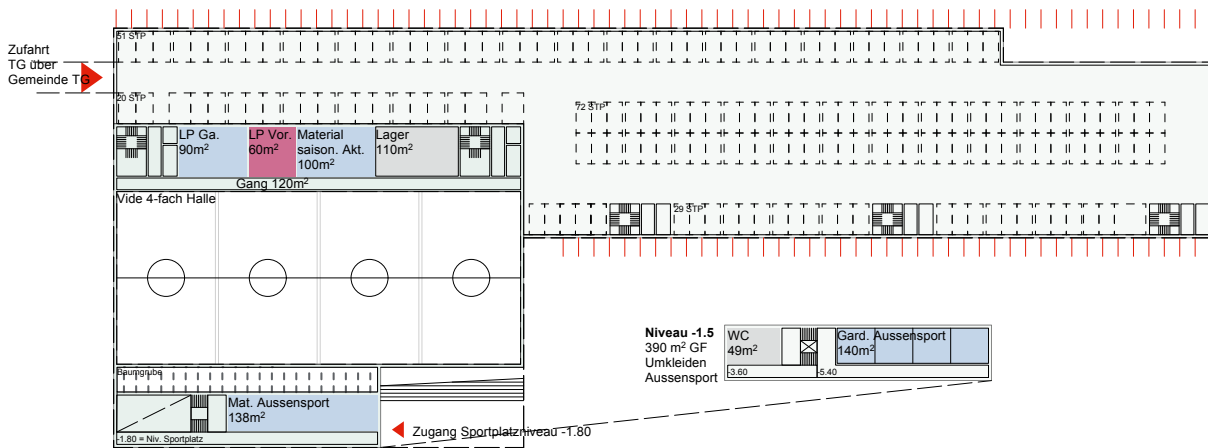 51 STP
Zufahrt
TG über
Gemeinde TG
20 STP
72 STP
LP Ga.
90m²
LP Vor.
60m²
Material
saison. Akt.
100m²
Lager
110m²
Gang 120m²
Vide 4-fach Halle
29 STP
Niveau -1.5
390 m² GF
Umkleiden
Aussensport
WC
49m²
Gard. Aussensport
140m²
-3.60
-5.40
Baumgrube
Mat. Aussensport
138m²
-1.80 = Niv. Sportplatz
Zugang Sportplatzniveau -1.80